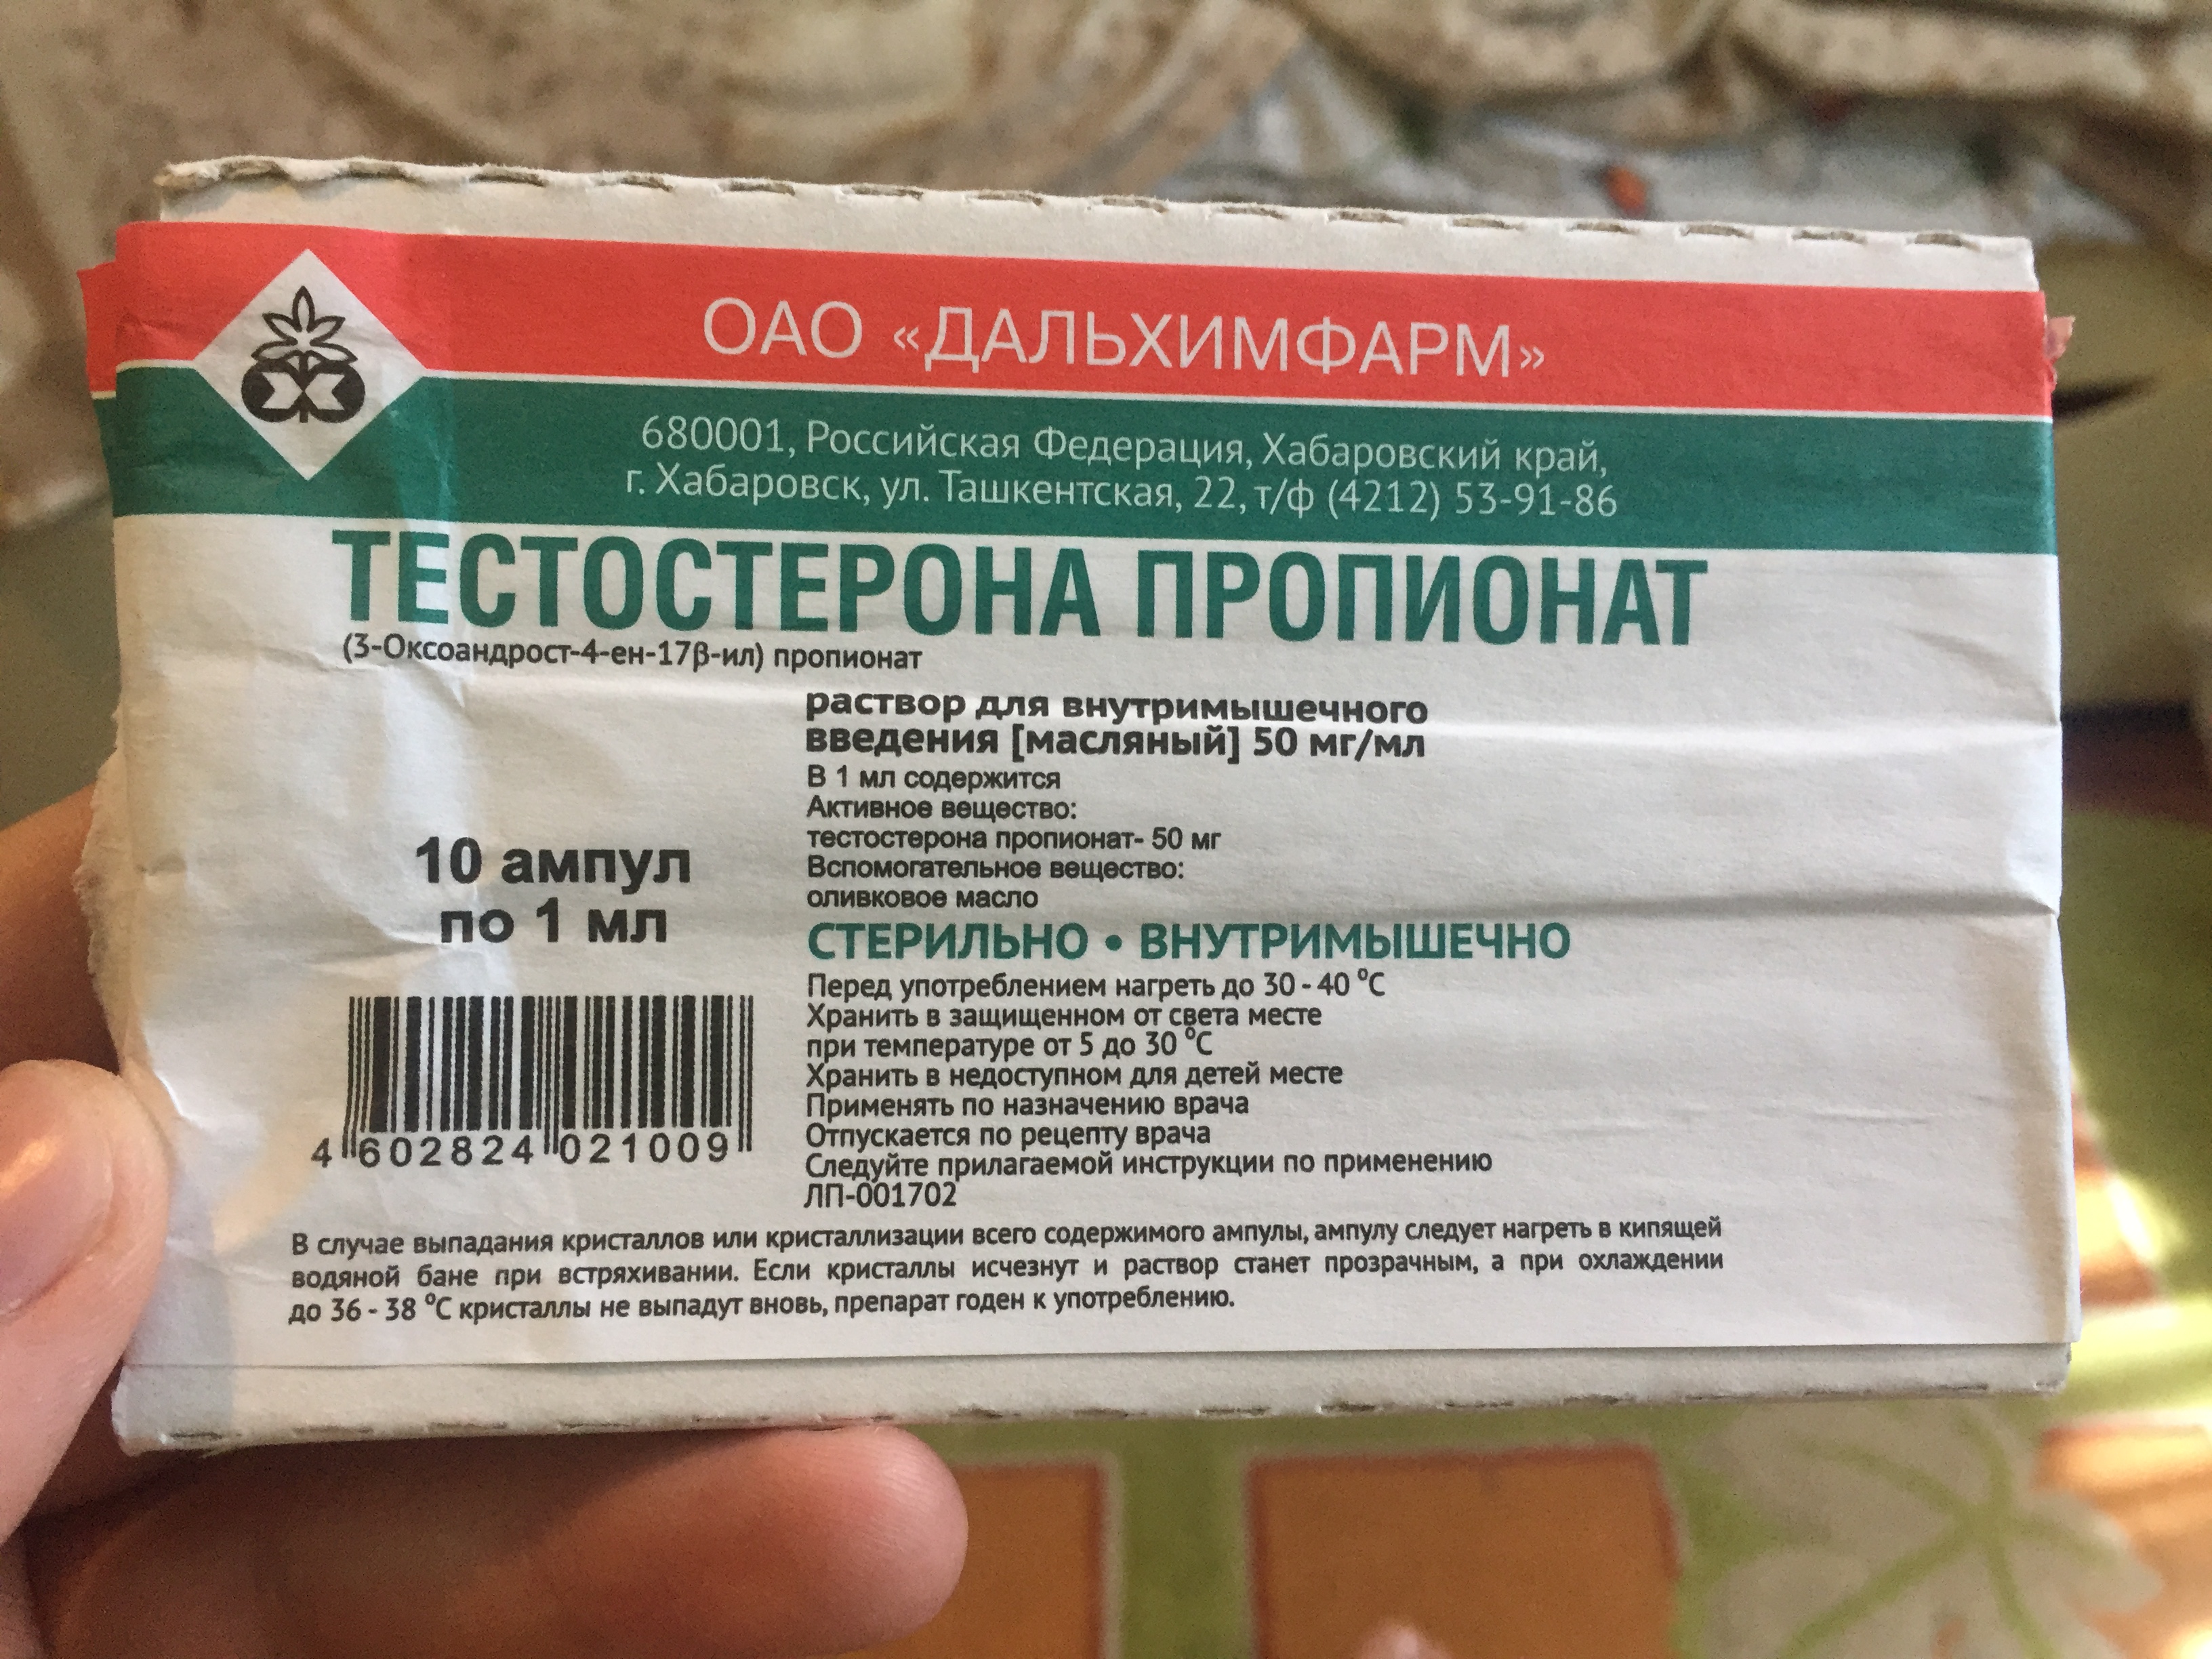 ОАО «ДАЛЬХИМФАРМ»
680001, Российская Федерация, Хабаровский край,
г. Хабаровск, ул. Ташкентская, 22, т/ф (4212) 53-91-86
ТЕСТОСТЕРОНА ПРОПИОНАТ
(3-Оксоандрост-4-ен-17β-ил) пропионат
раствор для внутримышечного
введения [масляный] 50 мг/мл
В 1 мл содержится
Активное вещество:
тестостерона пропионат- 50 мг
Вспомогательное вещество:
оливковое масло
10 ампул
по 1 мл
СТЕРИЛЬНО • ВНУТРИМЫШЕЧНО
Перед употреблением нагреть до 30 - 40 °С
Хранить в защищенном от света месте
при температуре от 5 до 30 °С
Хранить в недоступном для детей месте
Применять по назначению врача
Отпускается по рецепту врача
Следуйте прилагаемой инструкции по применению
ЛП-001702
4 602824 021009
В случае выпадания кристаллов или кристаллизации всего содержимого ампулы, ампулу следует нагреть в кипящей
водяной бане при встряхивании. Если кристаллы исчезнут и раствор станет прозрачным, а при охлаждении
до 36 - 38 °С кристаллы не выпадут вновь, препарат годен к употреблению.